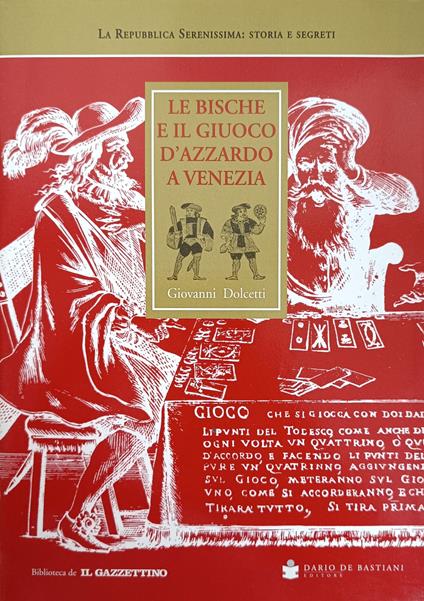 LA REPUBBLICA SERENISSIMA: STORIA E SEGRETI
LE BISCHE
E IL GIUOCO
D'AZZARDO
A VENEZIA
Giovanni Dolcetti
GIOCO CHE SI GIOCCA CON DOI DAD
LI PVNTI DEL TODESCO COME ANCHE DE
OGNI VOLTA VN QVATTRINO O QVE
D'ACCORDO E FACENDO LI PVNTI DEL
PVRE VN' QVATRINNO AGGIVNGEND
SVL GIOCO, METERANNO SVL GIO
VNO, COME SI ACCORDERANNO E CH
TIRARA' TVTTO, SI TIRA PRIMA
Biblioteca de IL GAZZETTINO
DARIO DE BASTIANI
EDITORE